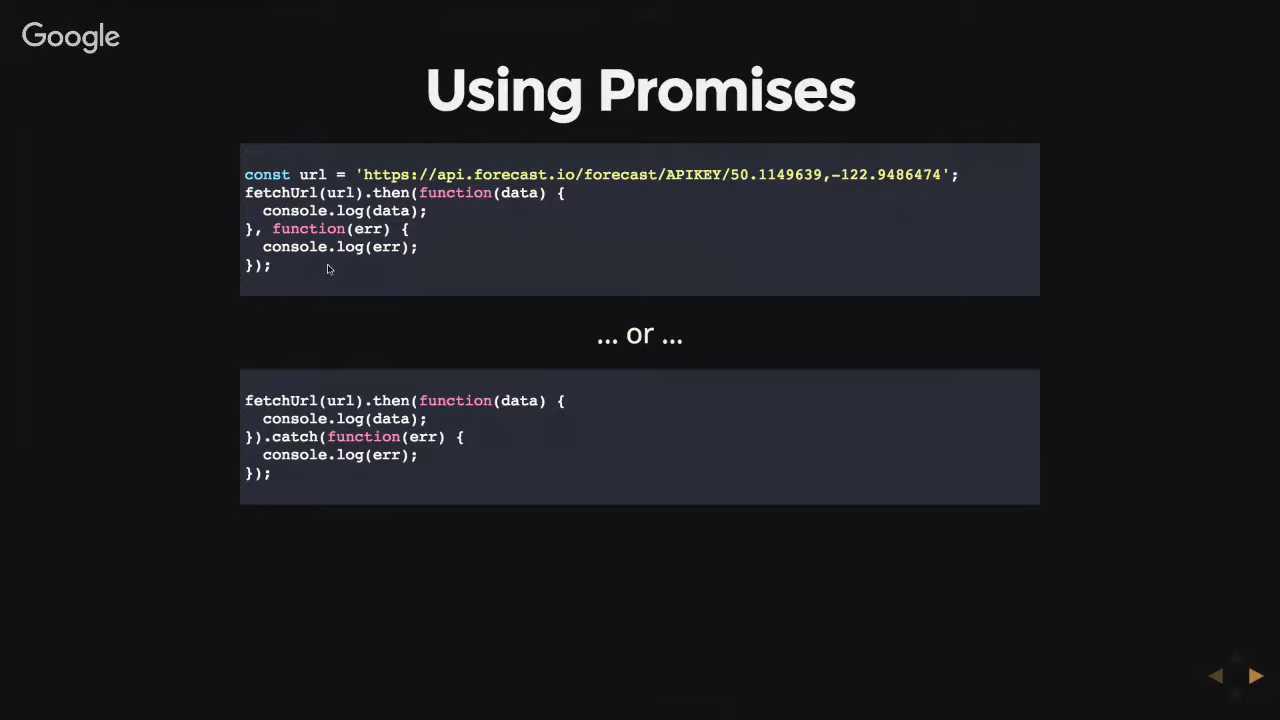 Google
Using Promises
const url = 'https://api.forecast.io/forecast/APIKEY/50.1149639,-122.9486474';
fetchUrl(url).then(function(data) {
  console.log(data);
}, function(err) {
  console.log(err);
});
... or ...
fetchUrl(url).then(function(data) {
  console.log(data);
}).catch(function(err) {
  console.log(err);
});